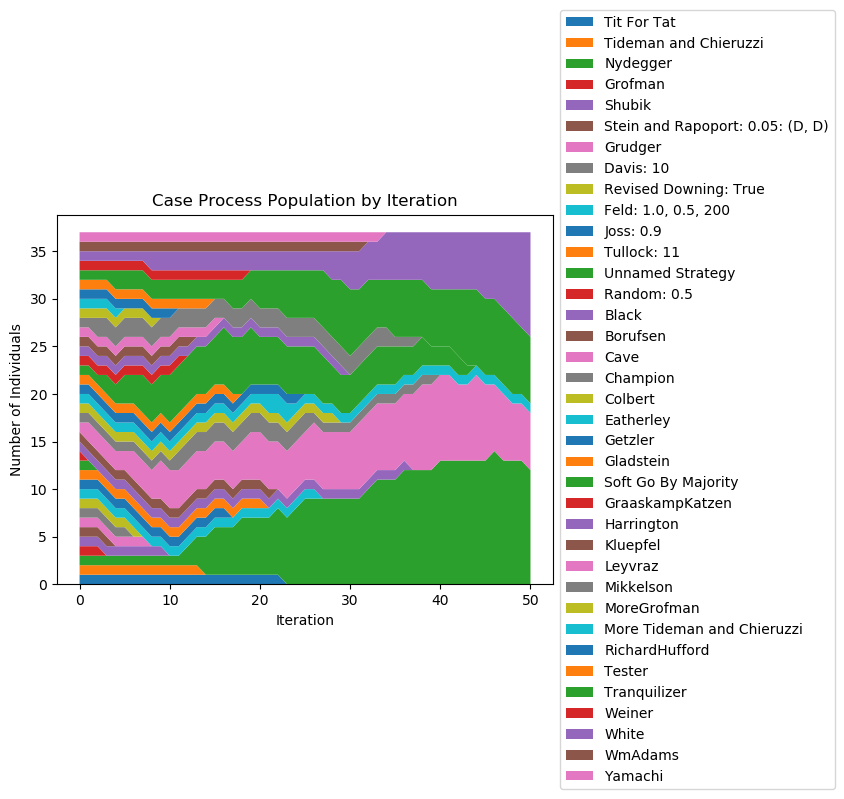 Case Process Population by Iteration
Number of Individuals
35
30
25
20
15
10
5
0
0 10 20 30 40 50
Iteration
Tit For Tat
Tideman and Chieruzzi
Nydegger
Grofman
Shubik
Stein and Rapoport: 0.05: (D, D)
Grudger
Davis: 10
Revised Downing: True
Feld: 1.0, 0.5, 200
Joss: 0.9
Tullock: 11
Unnamed Strategy
Random: 0.5
Black
Borufsen
Cave
Champion
Colbert
Eatherley
Getzler
Gladstein
Soft Go By Majority
GraaskampKatzen
Harrington
Kluepfel
Leyvraz
Mikkelson
MoreGrofman
More Tideman and Chieruzzi
RichardHufford
Tester
Tranquilizer
Weiner
White
WmAdams
Yamachi